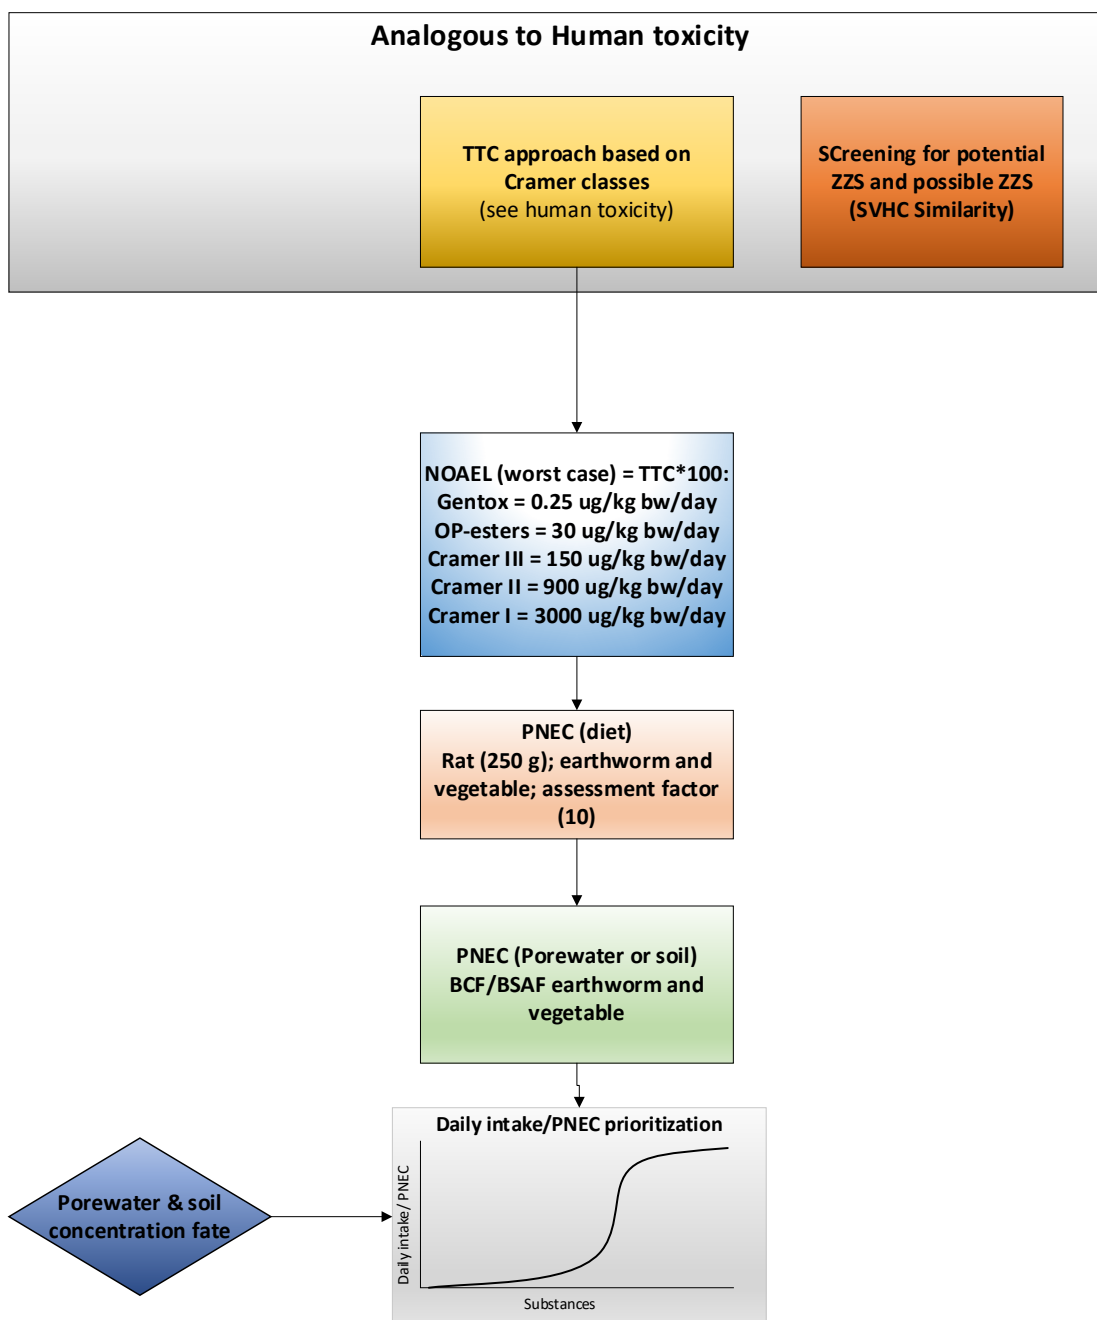 Analogous to Human toxicity
TTC approach based on
Cramer classes
(see human toxicity)
SCreening for potential
ZZS and possible ZZS
(SVHC Similarity)
NOAEL (worst case) = TTC*100:
Gentox = 0.25 ug/kg bw/day
OP-esters = 30 ug/kg bw/day
Cramer III = 150 ug/kg bw/day
Cramer II = 900 ug/kg bw/day
Cramer I = 3000 ug/kg bw/day
PNEC (diet)
Rat (250 g); earthworm and
vegetable; assessment factor
(10)
PNEC (Porewater or soil)
BCF/BSAF earthworm and
vegetable
Daily intake/PNEC prioritization
Daily intake/ PNEC
Substances
Porewater & soil
concentration fate